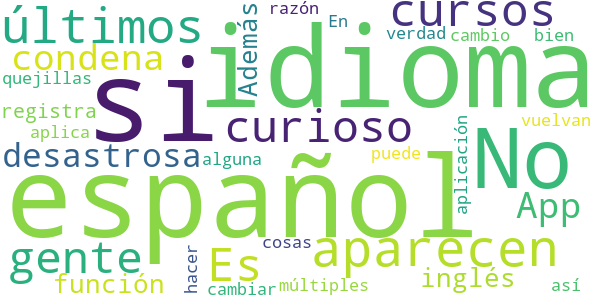 últimos
Además
razón
En
cursos
verdad
cambio
bien
idioma
condena
si
quejillas
registra
aplica
curioso
No
aplicación
vuelvan
desastrosa
alguna
puede
español
App
gente
hacer
Es
cosas
aparecen
función
cambiar
múltiples
inglés
así